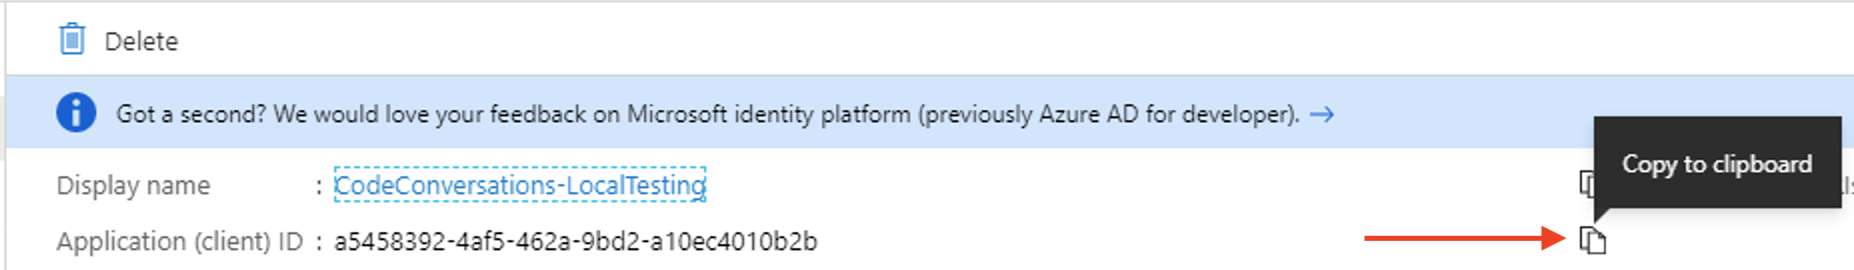 Delete
Got a second? We would love your feedback on Microsoft identity platform (previously Azure AD for developer). →
Copy to clipboard
Display name : CodeConversations-LocalTesting
Application (client) ID : a5458392-4af5-462a-9bd2-a10ec4010b2b